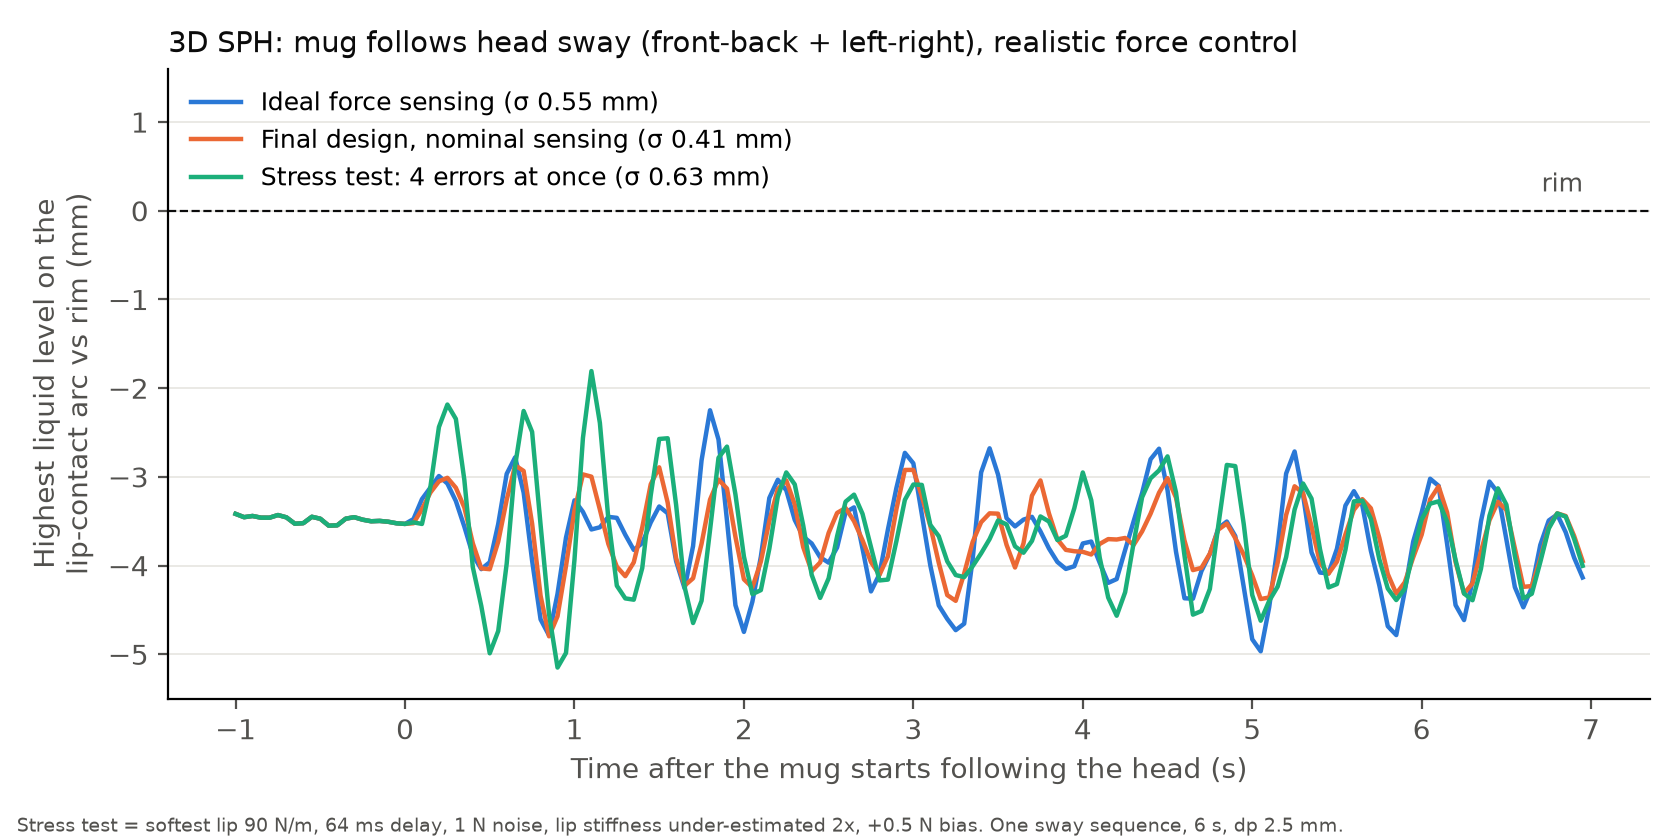 3D SPH: mug follows head sway (front-back + left-right), realistic force control
Ideal force sensing (σ 0.55 mm)
Final design, nominal sensing (σ 0.41 mm)
Stress test: 4 errors at once (σ 0.63 mm)
rim
1
0
−1
−2
−3
−4
−5
Highest liquid level on the
lip-contact arc vs rim (mm)
−1 0 1 2 3 4 5 6 7
Time after the mug starts following the head (s)
Stress test = softest lip 90 N/m, 64 ms delay, 1 N noise, lip stiffness under-estimated 2x, +0.5 N bias. One sway sequence, 6 s, dp 2.5 mm.